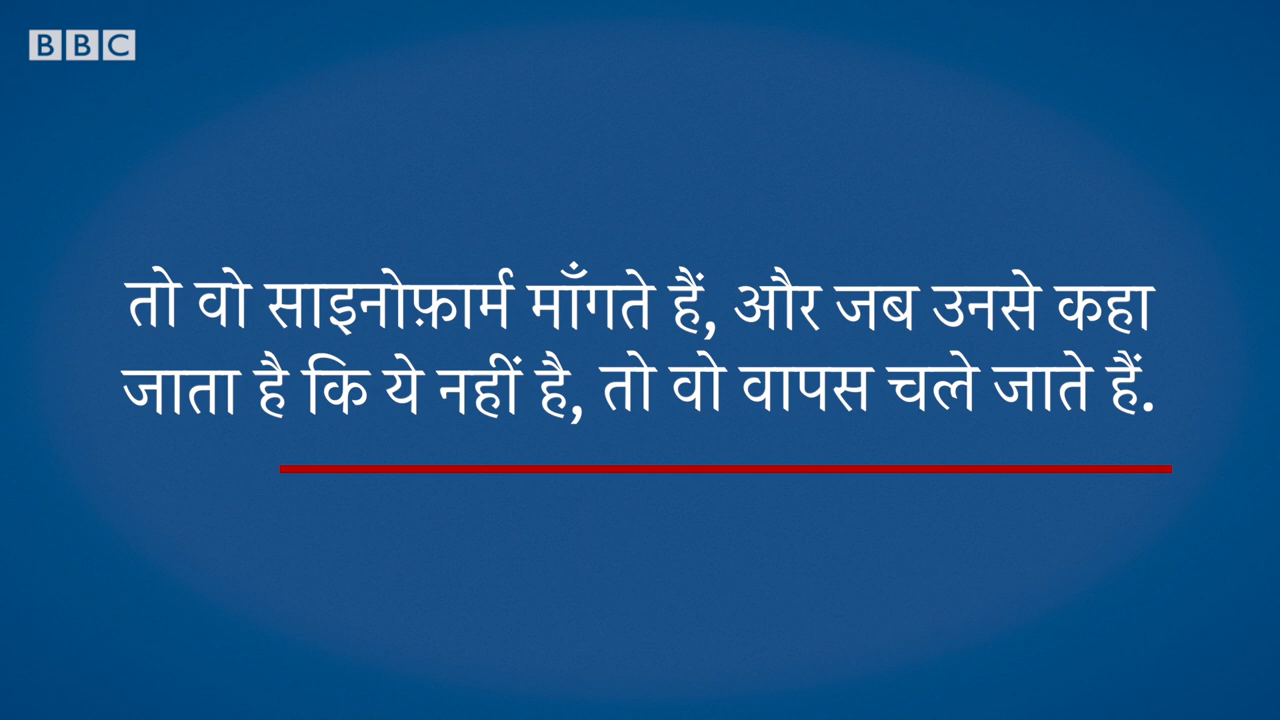 BBC
तो वो साइनोफ़ार्म माँगते हैं, और जब उनसे कहा
जाता है कि ये नहीं है, तो वो वापस चले जाते हैं.